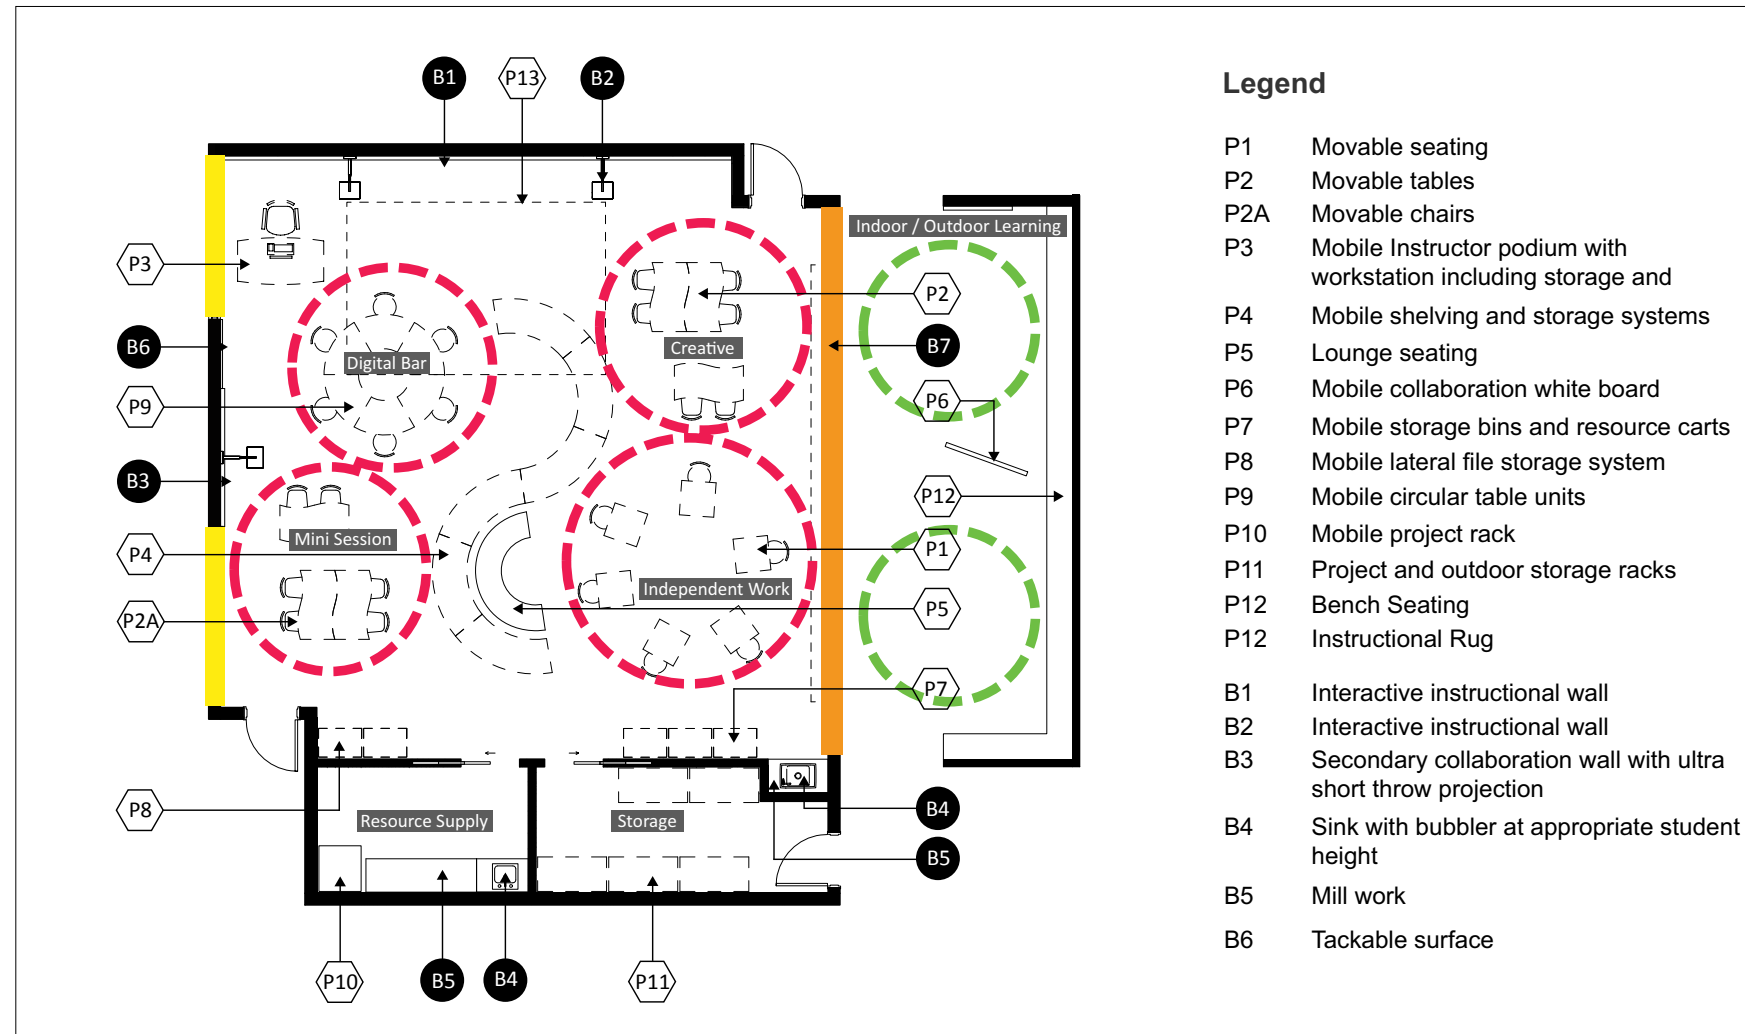 B1
P13
B2
Legend
P1 Movable seating
P2 Movable tables
P2A Movable chairs
P3 Mobile Instructor podium with
workstation including storage and
P4 Mobile shelving and storage systems
P5 Lounge seating
P6 Mobile collaboration white board
P7 Mobile storage bins and resource carts
P8 Mobile lateral file storage system
P9 Mobile circular table units
P10 Mobile project rack
P11 Project and outdoor storage racks
P12 Bench Seating
P12 Instructional Rug
B1 Interactive instructional wall
B2 Interactive instructional wall
B3 Secondary collaboration wall with ultra
short throw projection
B4 Sink with bubbler at appropriate student
height
B5 Mill work
B6 Tackable surface
Indoor / Outdoor Learning
P3
P2
B6
Creative
B7
Digital Bar
P9
P6
B3
P12
Mini Session
P4
P1
Independent Work
P5
P2A
P7
P8
Resource Supply
Storage
B4
B5
P10
B5
B4
P11